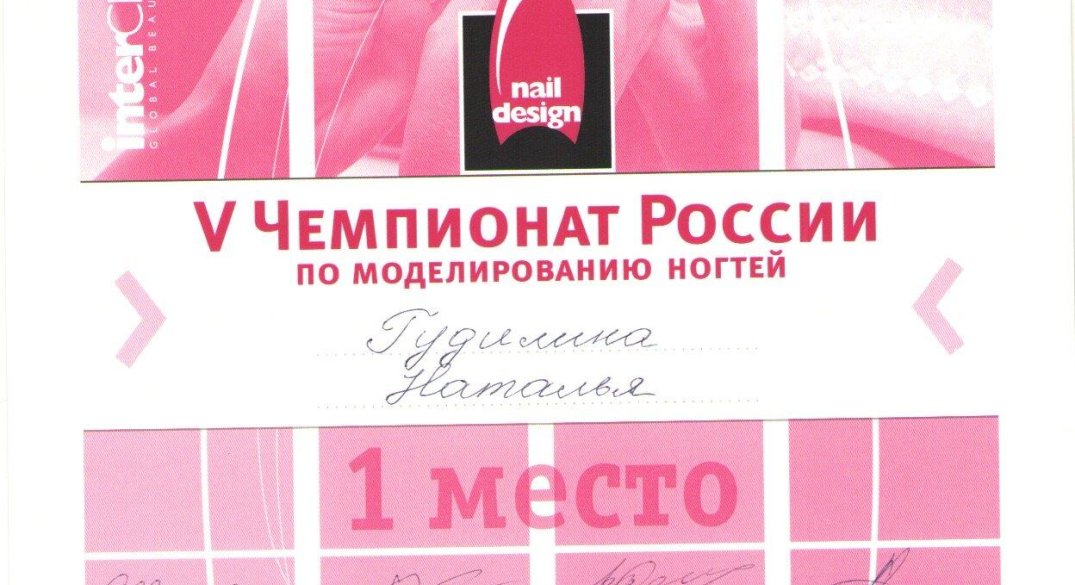 nail
design
V Чемпионат России
по моделированию ногтей
Гудилина
Наталья
1 место